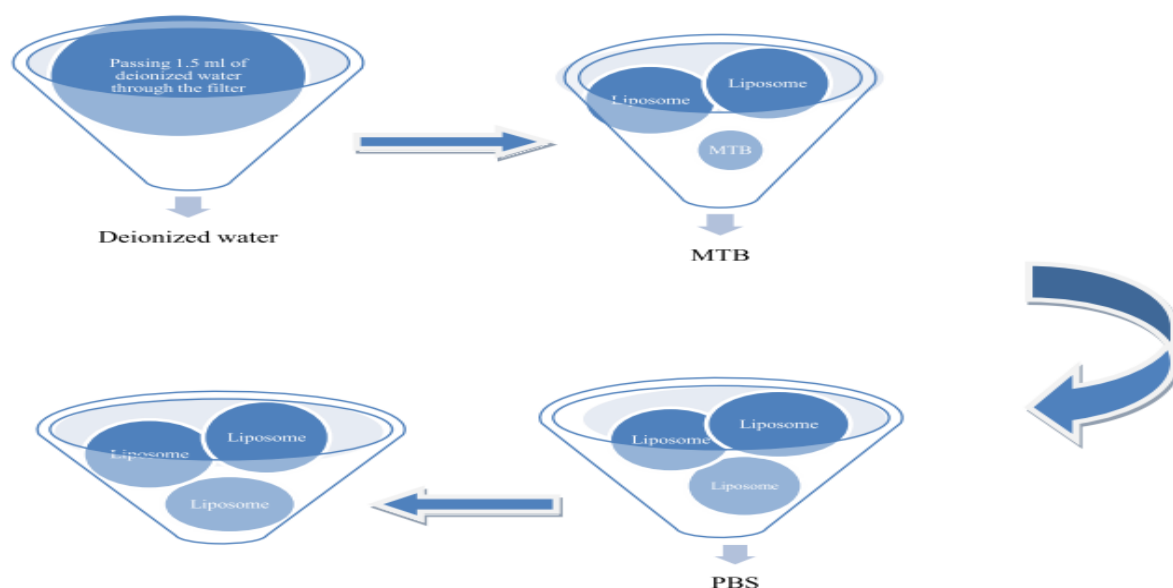 Passing 1.5 ml of
deionized water
through the filter
Deionized water
Liposome
Liposome
MTB
MTB
Liposome
Liposome
Liposome
Liposome
Liposome
Liposome
PBS